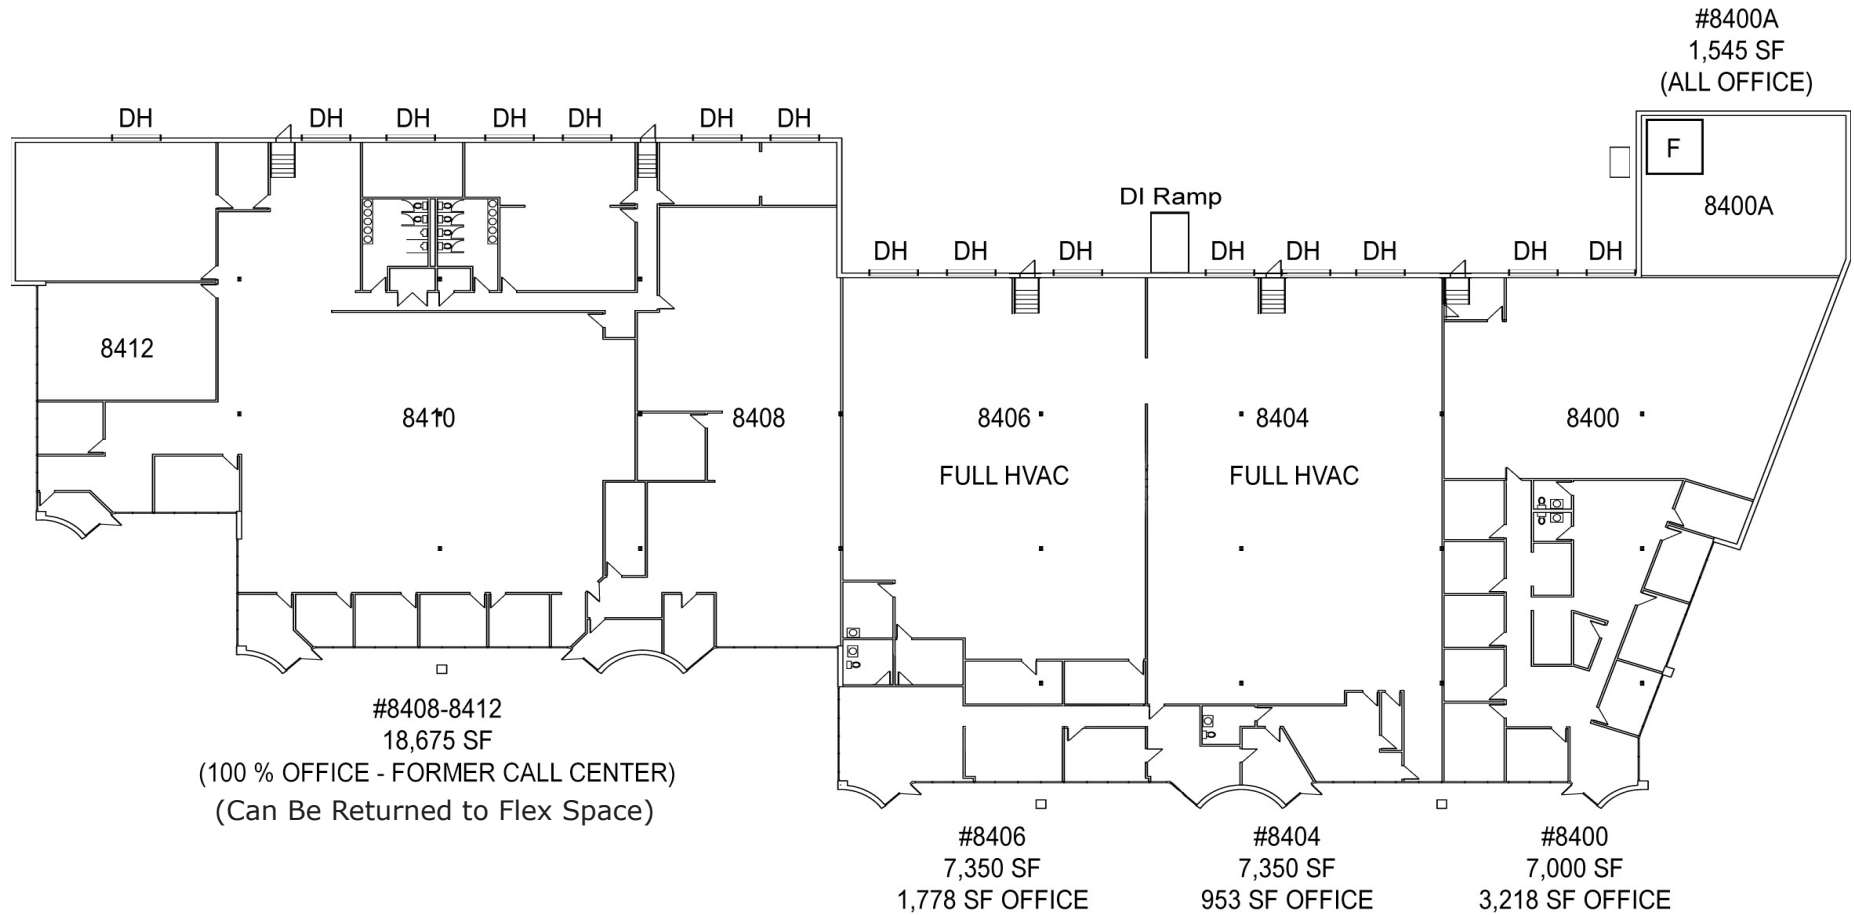 #8400A
1,545 SF
(ALL OFFICE)
DH DH DH DH DH DH DH
F
8400A
DI Ramp
DH DH DH DH DH DH DH DH
8412
8410
8408
8406
8404
8400
FULL HVAC
FULL HVAC
#8408-8412
18,675 SF
(100 % OFFICE - FORMER CALL CENTER)
(Can Be Returned to Flex Space)
#8406
7,350 SF
1,778 SF OFFICE
#8404
7,350 SF
953 SF OFFICE
#8400
7,000 SF
3,218 SF OFFICE